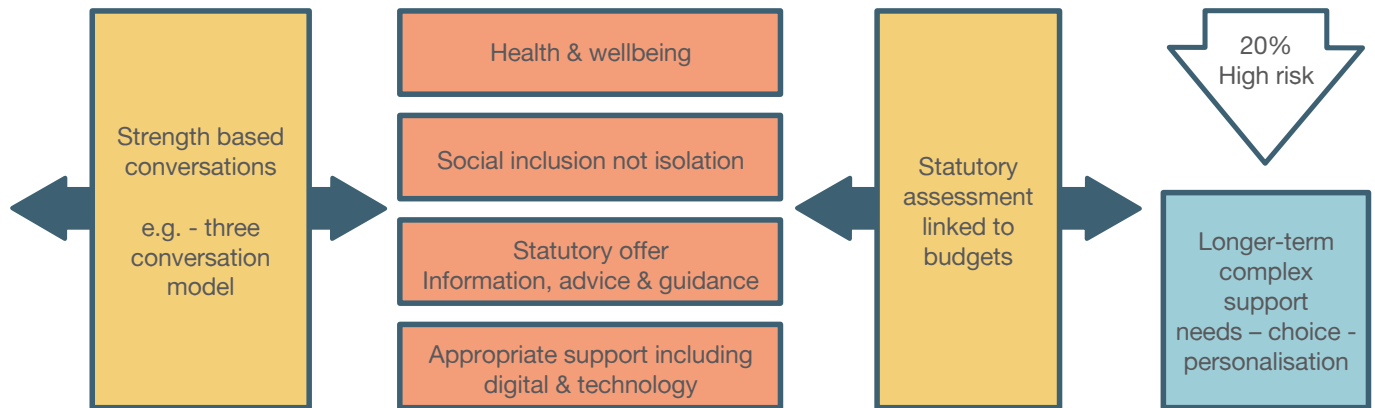 Strength based
conversations
e.g. - three
conversation
model
Health & wellbeing
Social inclusion not isolation
Statutory offer
Information, advice & guidance
Appropriate support including
digital & technology
Statutory
assessment
linked to
budgets
20%
High risk
Longer-term
complex
support
needs – choice -
personalisation